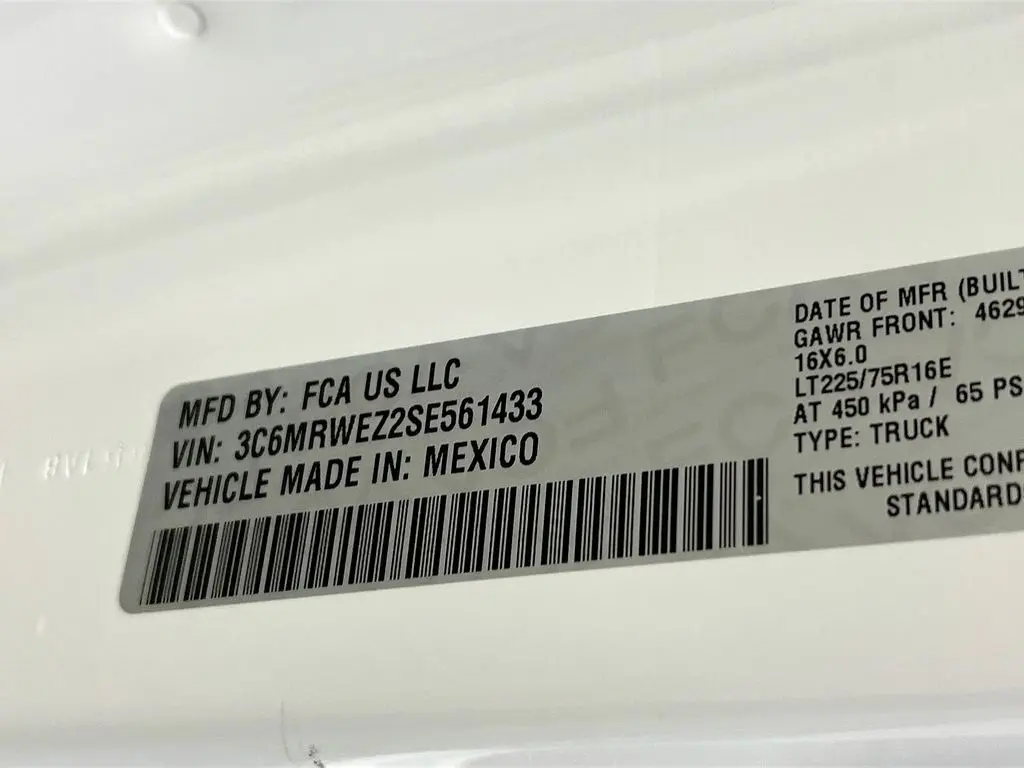 MFD BY: FCA US LLC
VIN: 3C6MRWEZ2SE561433
VEHICLE MADE IN: MEXICO
DATE OF MFR (BUILT
GAWR FRONT: 4629
16X6.0
LT225/75R16E
AT 450 kPa / 65 PS
TYPE: TRUCK
THIS VEHICLE CONF
STANDARD